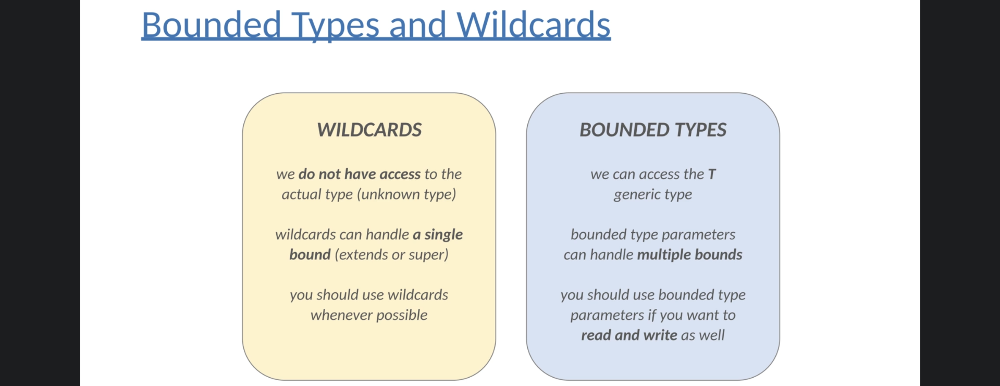 Bounded Types and Wildcards
WILDCARDS
we do not have access to the
actual type (unknown type)
wildcards can handle a single
bound (extends or super)
you should use wildcards
whenever possible
BOUNDED TYPES
we can access the T
generic type
bounded type parameters
can handle multiple bounds
you should use bounded type
parameters if you want to
read and write as well